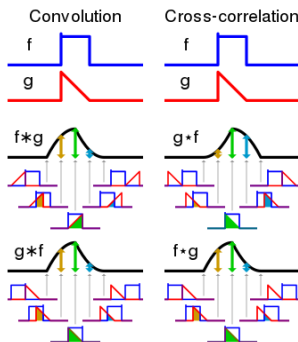 Convolution
Cross-correlation
f
f
g
g
f∗g
g⋆f
g∗f
f⋆g